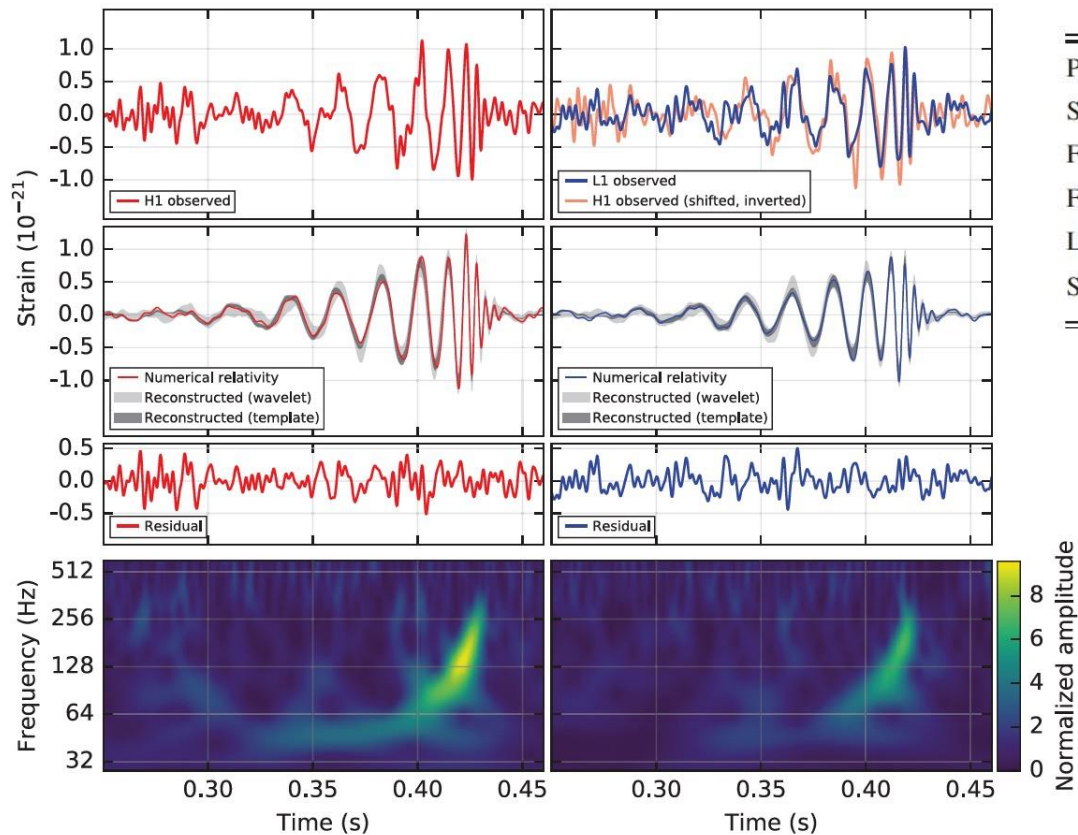 1.0
0.5
0.0
-0.5
-1.0
H1 observed
L1 observed
H1 observed (shifted, inverted)
Strain (10⁻²¹)
1.0
0.5
0.0
-0.5
-1.0
Numerical relativity
Reconstructed (wavelet)
Reconstructed (template)
Numerical relativity
Reconstructed (wavelet)
Reconstructed (template)
0.5
0.0
-0.5
Residual
Residual
Frequency (Hz)
512
256
128
64
32
0.30
0.35
0.40
0.45
Time (s)
0.30
0.35
0.40
0.45
Time (s)
8
6
4
2
0
Normalized amplitude
P
S
F
F
L
S